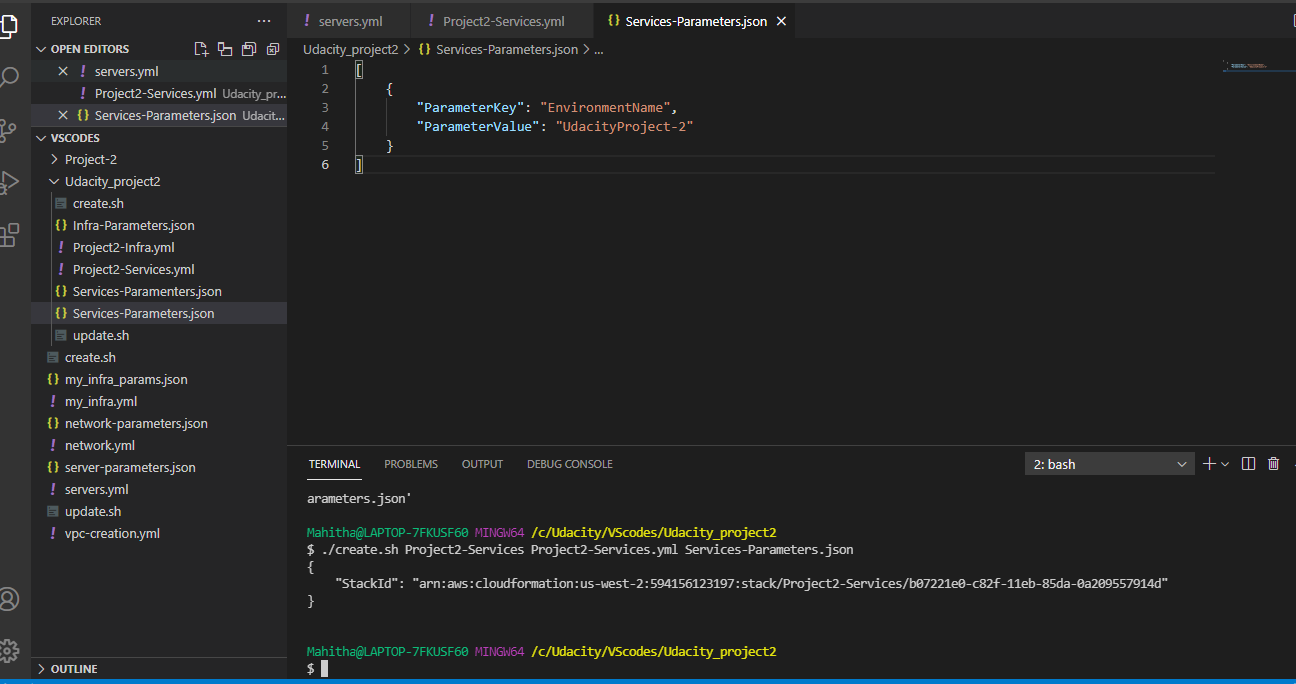 EXPLORER
OPEN EDITORS
servers.yml
Project2-Services.yml Udacity_pr...
Services-Parameters.json Udacit...
VSCODES
Project-2
Udacity_project2
create.sh
Infra-Parameters.json
Project2-Infra.yml
Project2-Services.yml
Services-Paramenters.json
Services-Parameters.json
update.sh
create.sh
my_infra_params.json
my_infra.yml
network-parameters.json
network.yml
server-parameters.json
servers.yml
update.sh
vpc-creation.yml
OUTLINE
servers.yml Project2-Services.yml Services-Parameters.json
Udacity_project2 > {} Services-Parameters.json > ...
1 [
2 {
3 "ParameterKey": "EnvironmentName",
4 "ParameterValue": "UdacityProject-2"
5 }
6 ]
TERMINAL PROBLEMS OUTPUT DEBUG CONSOLE 2: bash
arameters.json'
Mahitha@LAPTOP-7FKUSF60 MINGW64 /c/Udacity/VScodes/Udacity_project2
$ ./create.sh Project2-Services Project2-Services.yml Services-Parameters.json
{
"StackId": "arn:aws:cloudformation:us-west-2:594156123197:stack/Project2-Services/b07221e0-c82f-11eb-85da-0a209557914d"
}
Mahitha@LAPTOP-7FKUSF60 MINGW64 /c/Udacity/VScodes/Udacity_project2
$